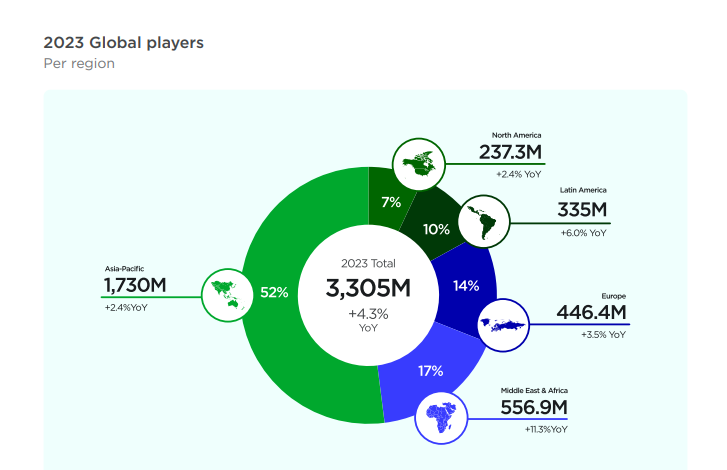 2023 Global players
Per region
North America
237.3M
+2.4% YoY
7%
Latin America
335M
+6.0% YoY
10%
2023 Total
3,305M
+4.3%
YoY
Asia-Pacific
1,730M
+2.4%YoY
52%
14%
Europe
446.4M
+3.5% YoY
17%
Middle East & Africa
556.9M
+11.3%YoY